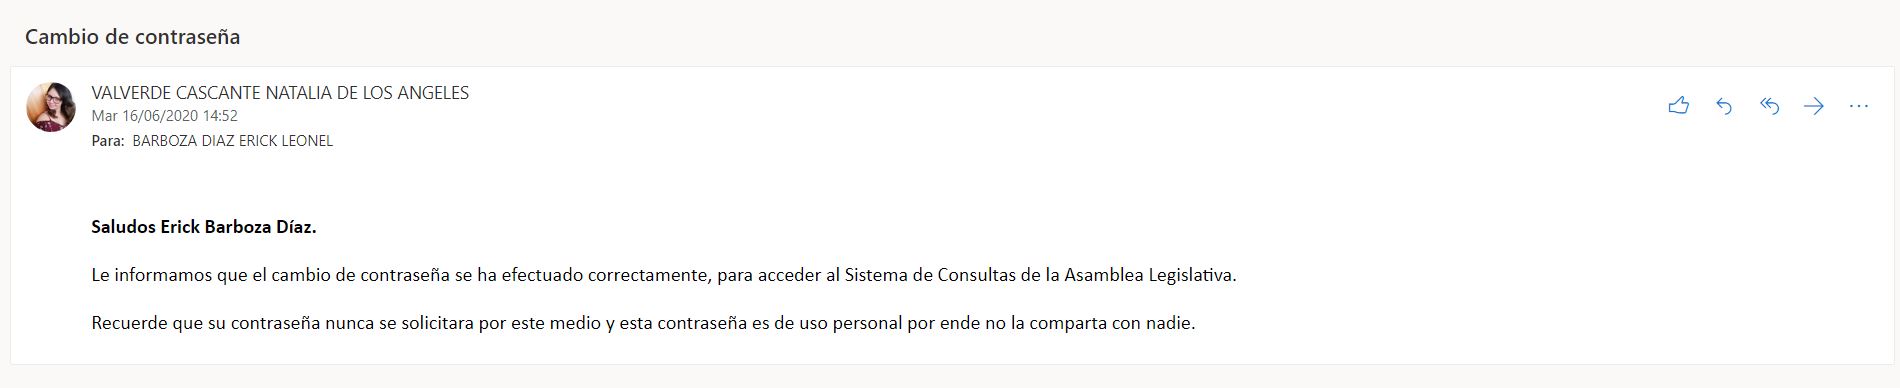 Cambio de contraseña
VALVERDE CASCANTE NATALIA DE LOS ANGELES
Mar 16/06/2020 14:52
Para: BARBOZA DIAZ ERICK LEONEL
Saludos Erick Barboza Díaz.
Le informamos que el cambio de contraseña se ha efectuado correctamente, para acceder al Sistema de Consultas de la Asamblea Legislativa.
Recuerde que su contraseña nunca se solicitara por este medio y esta contraseña es de uso personal por ende no la comparta con nadie.